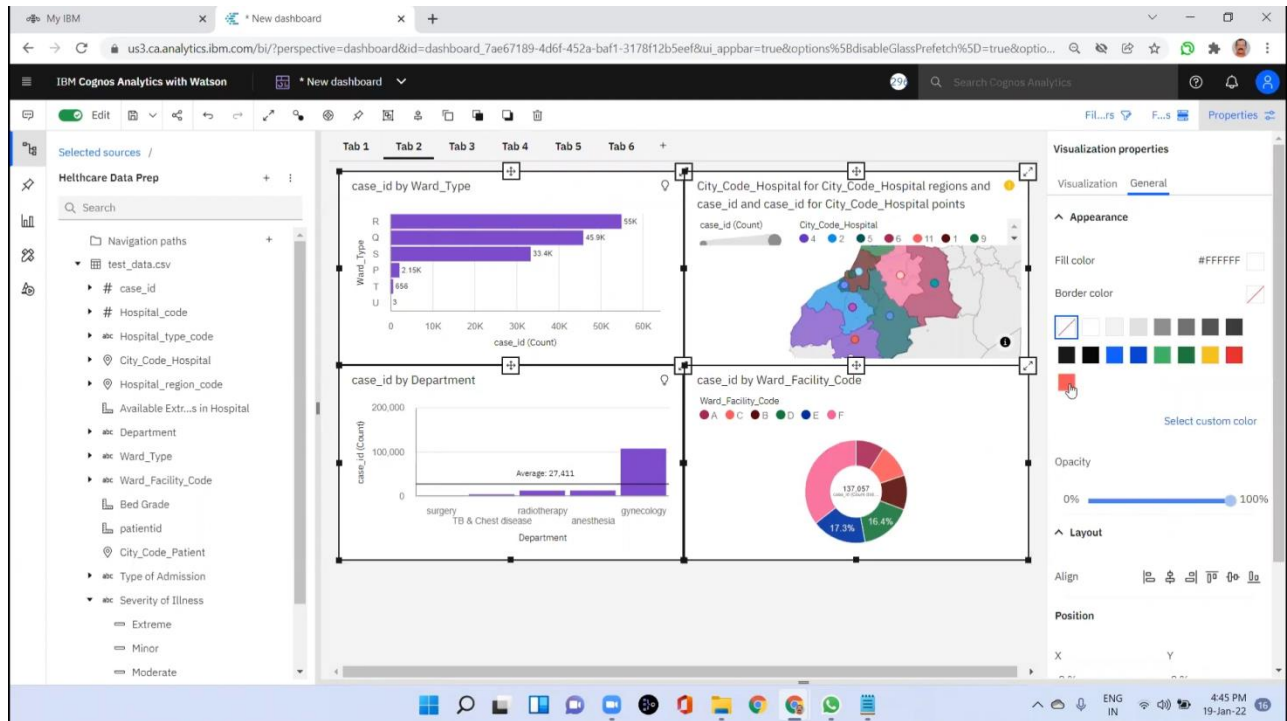 My IBM
* New dashboard
us3.ca.analytics.ibm.com/bi/?perspective=dashboard&id=dashboard_7ae67189-4d6f-452a-baf1-3178f12b5eef&ui_appbar=true&options%5BdisableGlassPrefetch%5D=true&optio...
IBM Cognos Analytics with Watson
* New dashboard
Search Cognos Analytics
Edit
Fil...rs
F...s
Properties
Selected sources /
Tab 1 Tab 2 Tab 3 Tab 4 Tab 5 Tab 6 +
Helthcare Data Prep
Search
Navigation paths
test_data.csv
# case_id
# Hospital_code
abc Hospital_type_code
City_Code_Hospital
Hospital_region_code
Available Extr...s in Hospital
abc Department
abc Ward_Type
abc Ward_Facility_Code
Bed Grade
patientid
City_Code_Patient
abc Type of Admission
abc Severity of Illness
Extreme
Minor
Moderate
case_id by Ward_Type
Ward_Type
R 55K
Q 45.9K
S 33.4K
P 2.15K
T 656
U 3
0 10K 20K 30K 40K 50K 60K
case_id (Count)
City_Code_Hospital for City_Code_Hospital regions and
case_id and case_id for City_Code_Hospital points
case_id (Count)
City_Code_Hospital
4 2 5 6 11 1 9
case_id by Department
case_id (Count)
200,000
100,000
0
Average: 27,411
surgery
TB & Chest disease
radiotherapy
anesthesia
gynecology
Department
case_id by Ward_Facility_Code
Ward_Facility_Code
A C B D E F
137,057
17.3%
16.4%
Visualization properties
Visualization General
Appearance
Fill color #FFFFFF
Border color
Select custom color
Opacity
0% 100%
Layout
Align
Position
X Y
ENG
IN
4:45 PM
19-Jan-22
16